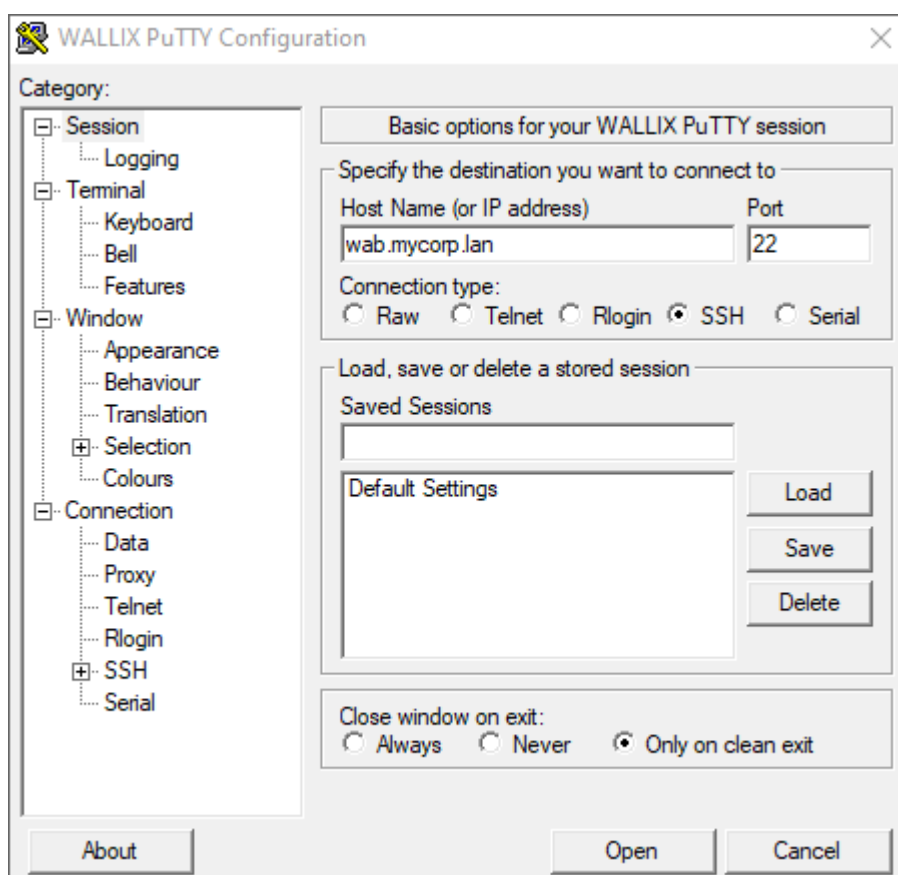 WALLIX PuTTY Configuration
Category:
Session
Logging
Terminal
Keyboard
Bell
Features
Window
Appearance
Behaviour
Translation
Selection
Colours
Connection
Data
Proxy
Telnet
Rlogin
SSH
Serial
Basic options for your WALLIX PuTTY session
Specify the destination you want to connect to
Host Name (or IP address) Port
wab.mycorp.lan 22
Connection type:
Raw Telnet Rlogin SSH Serial
Load, save or delete a stored session
Saved Sessions
Default Settings
Load
Save
Delete
Close window on exit:
Always Never Only on clean exit
About Open Cancel